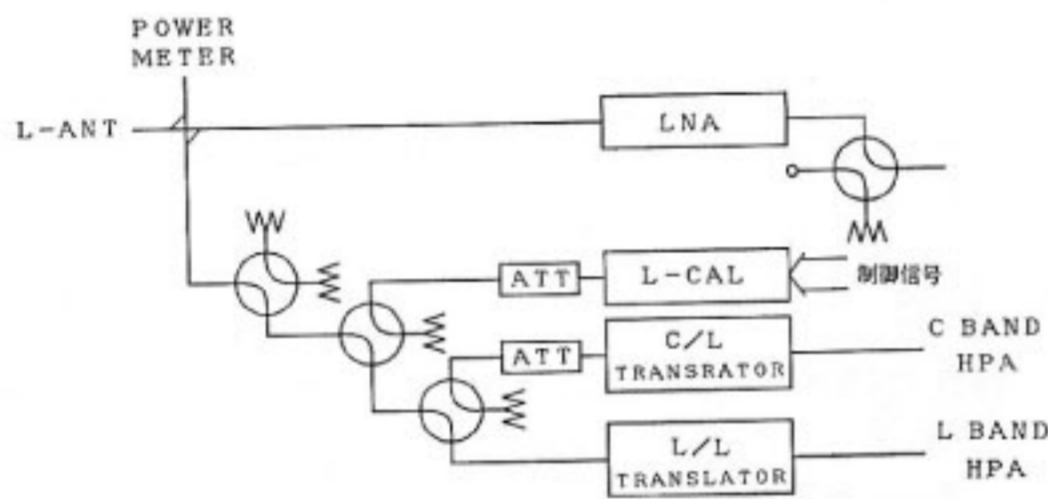 POWER
METER
L-ANT
LNA
ATT
L-CAL
制御信号
ATT
C/L
TRANSRATOR
C BAND
HPA
L/L
TRANSLATOR
L BAND
HPA